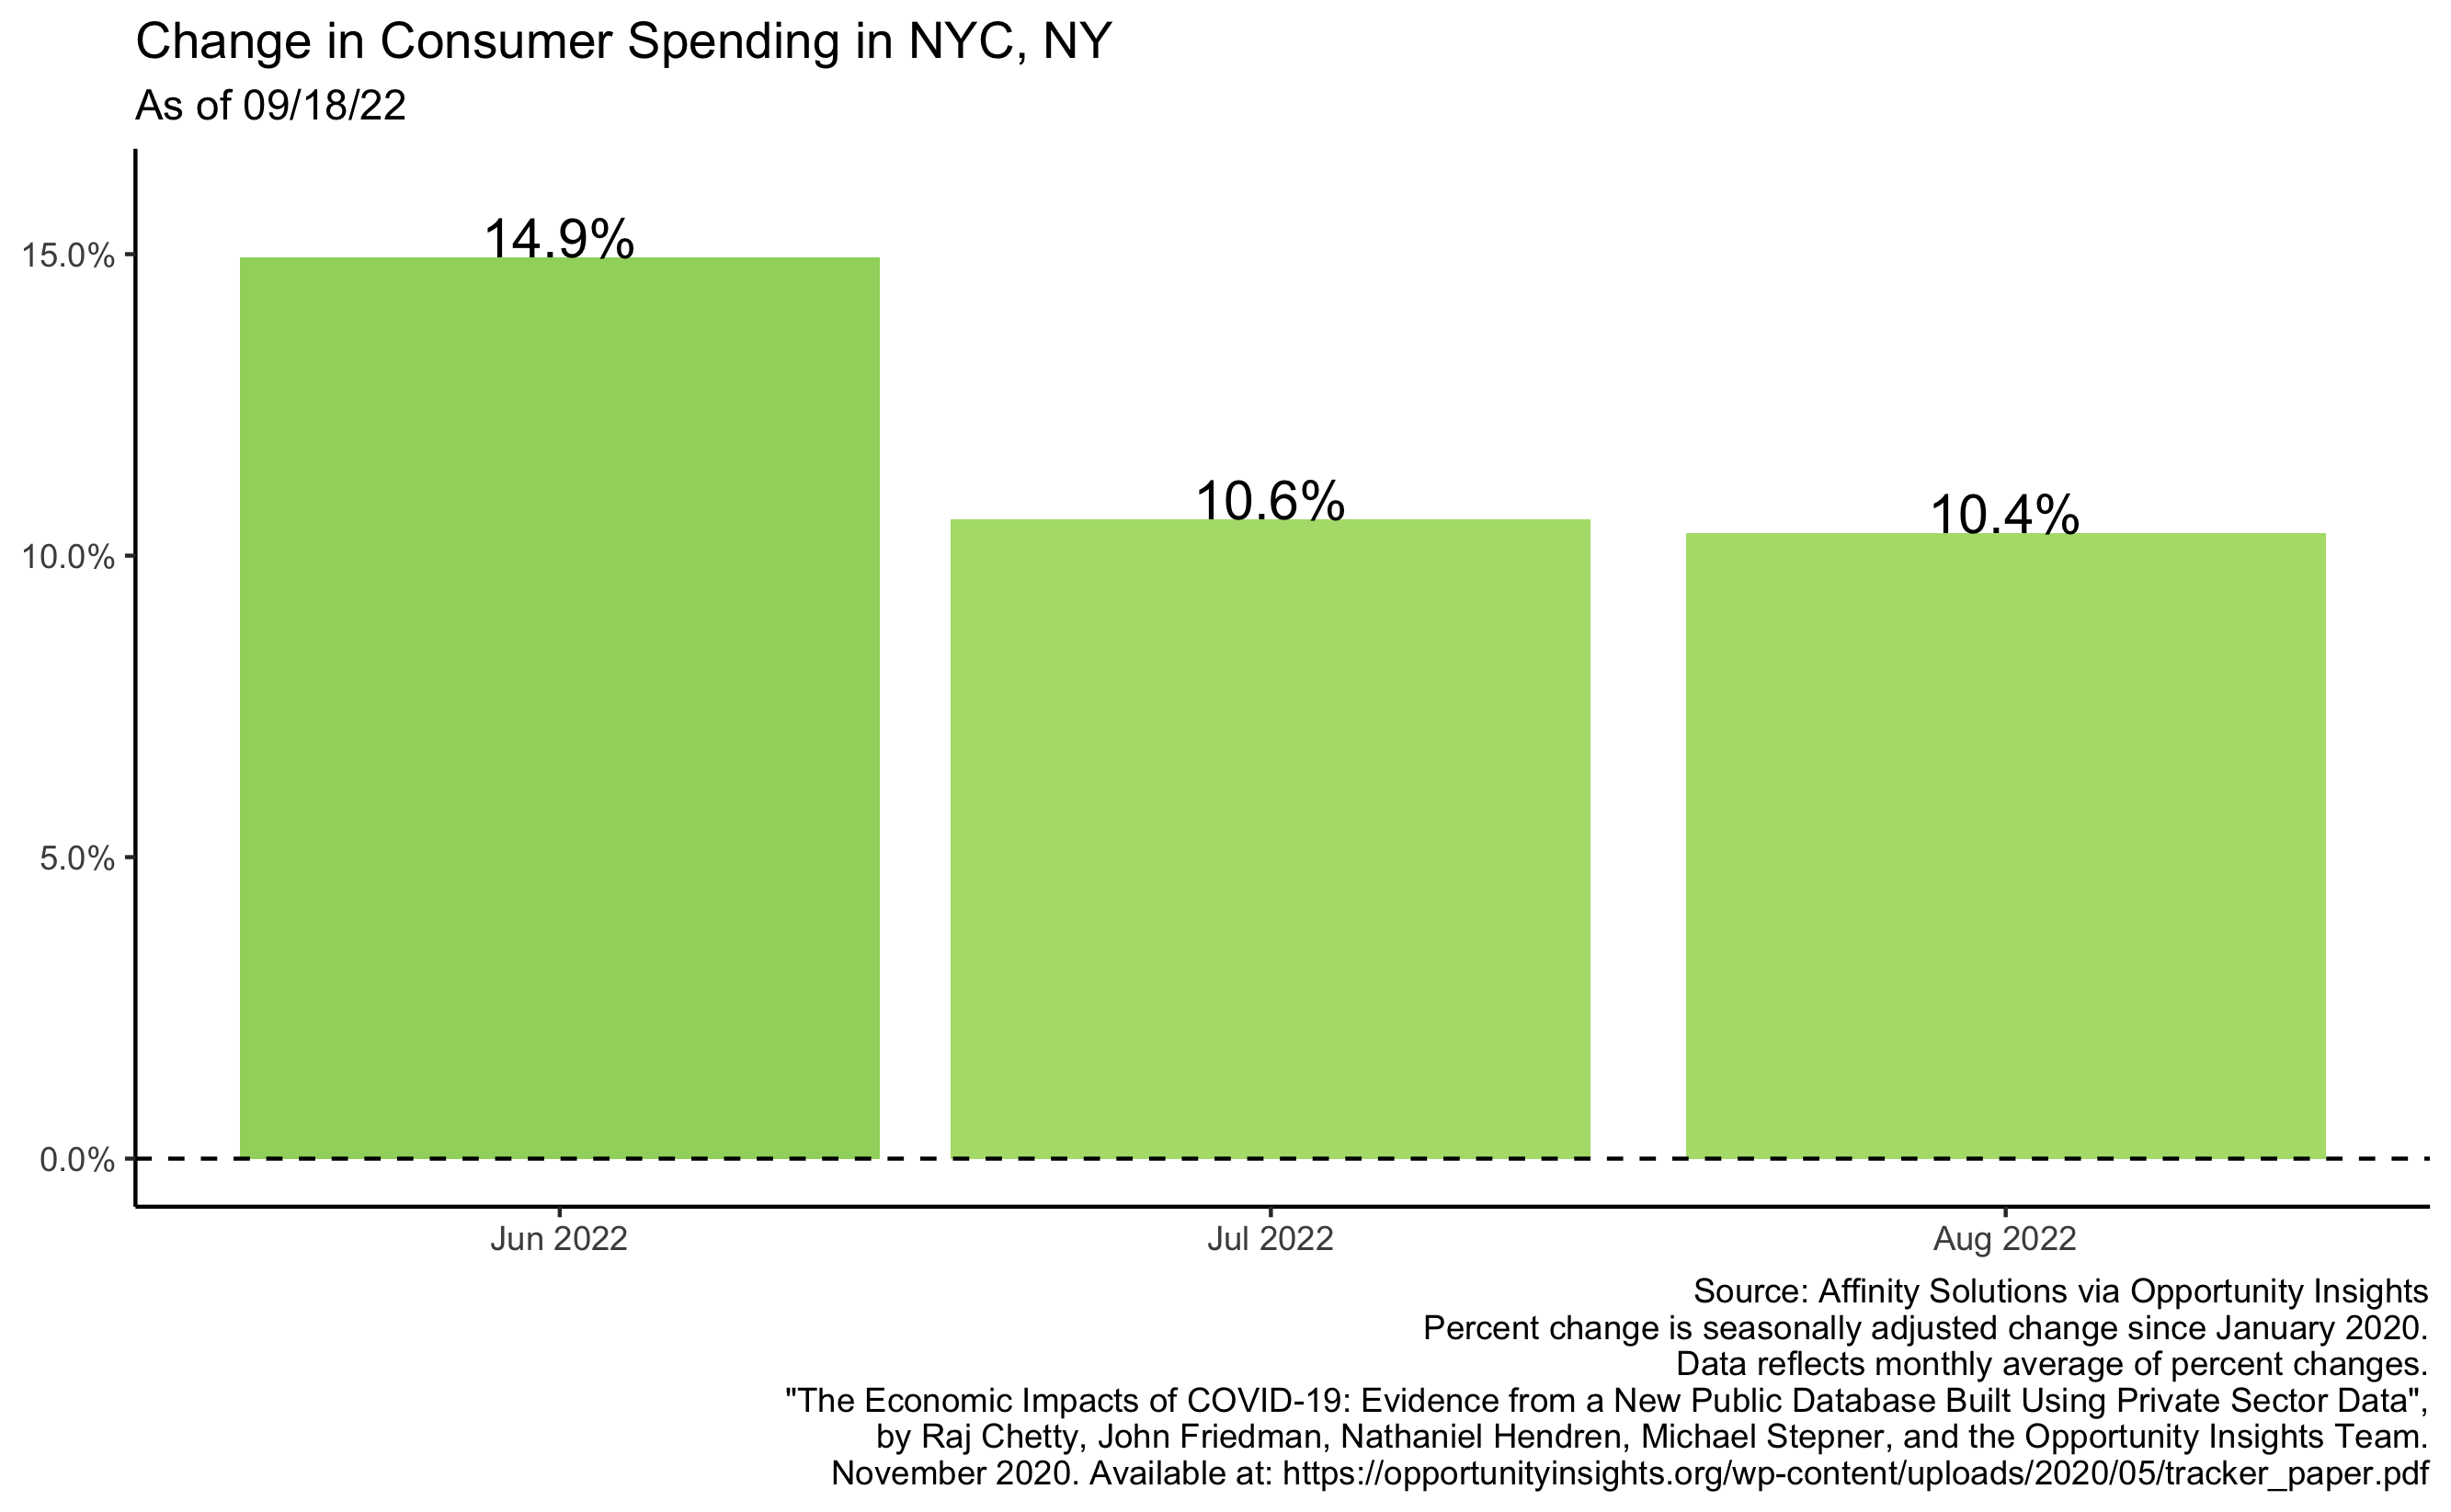 Change in Consumer Spending in NYC, NY
As of 09/18/22
15.0%
10.0%
5.0%
0.0%
14.9%
10.6%
10.4%
Jun 2022
Jul 2022
Aug 2022
Source: Affinity Solutions via Opportunity Insights
Percent change is seasonally adjusted change since January 2020.
Data reflects monthly average of percent changes.
"The Economic Impacts of COVID-19: Evidence from a New Public Database Built Using Private Sector Data",
by Raj Chetty, John Friedman, Nathaniel Hendren, Michael Stepner, and the Opportunity Insights Team.
November 2020. Available at: https://opportunityinsights.org/wp-content/uploads/2020/05/tracker_paper.pdf